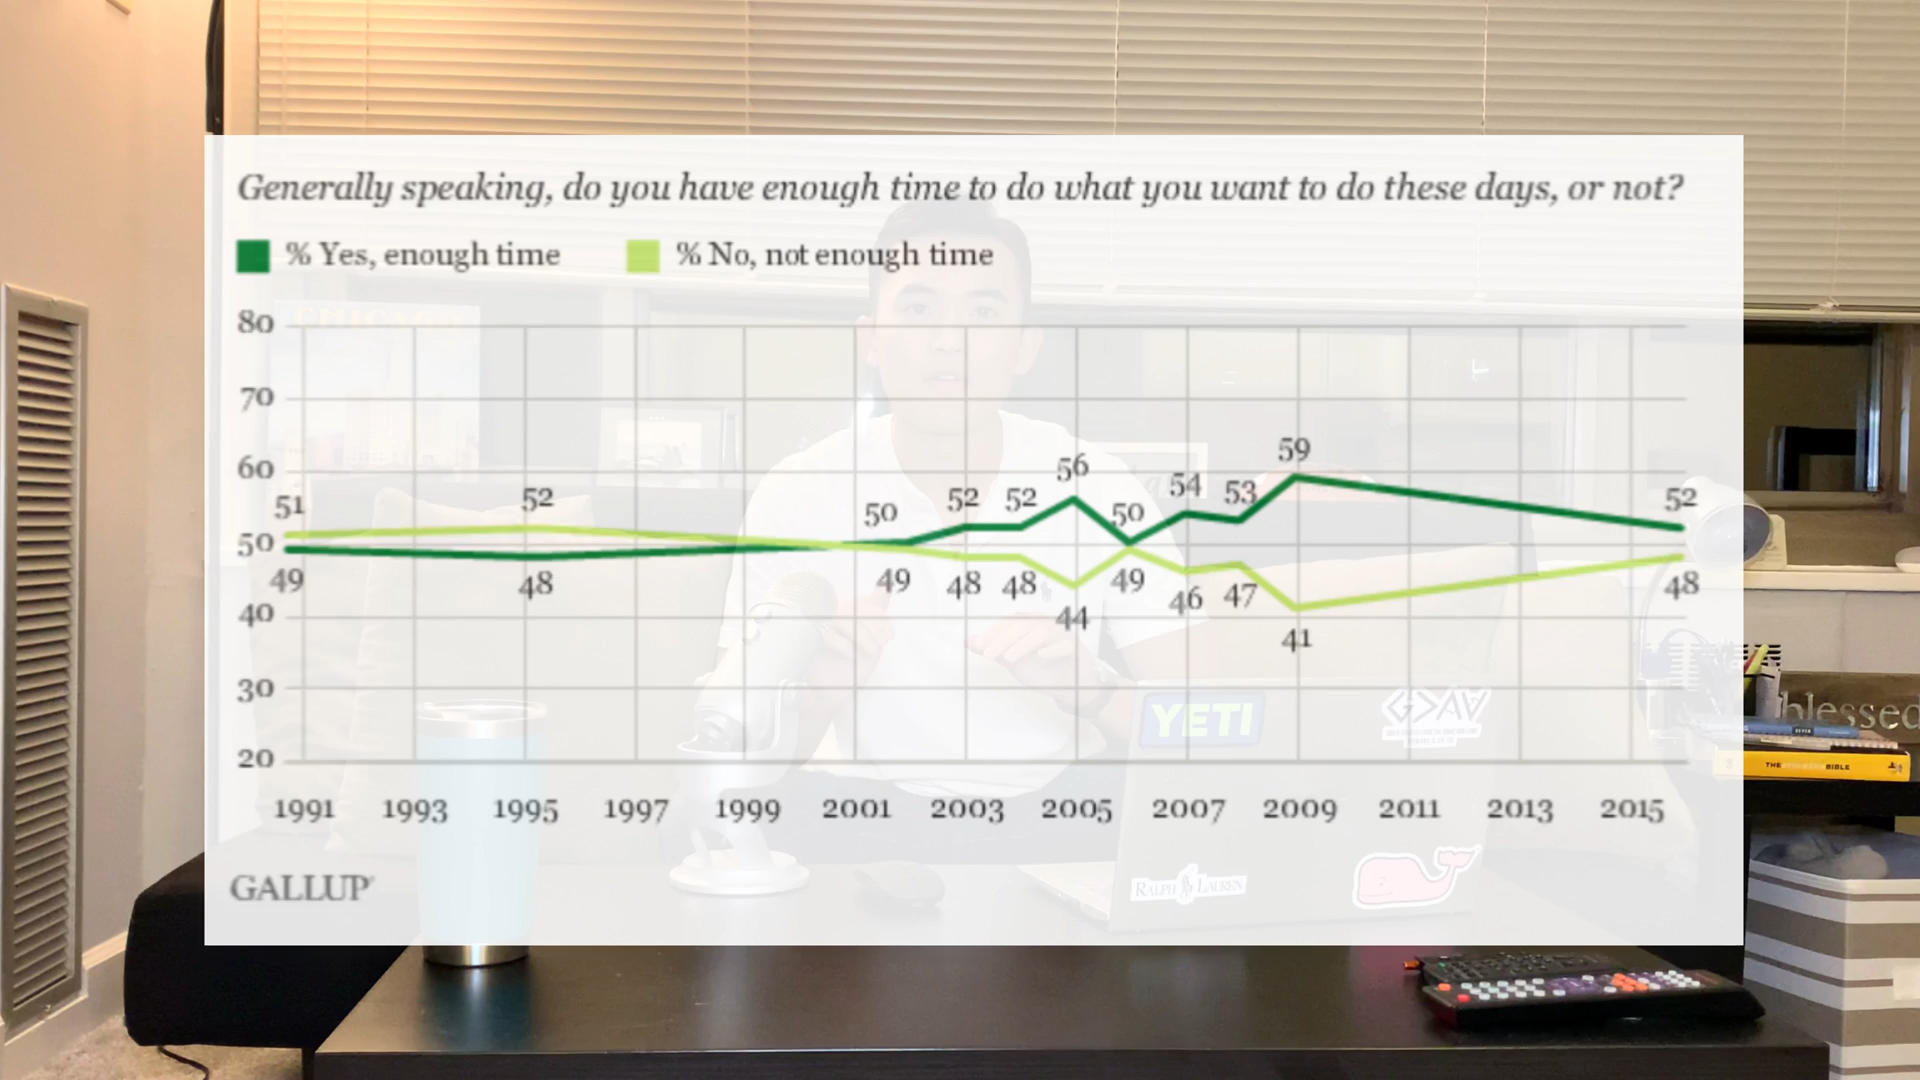 Generally speaking, do you have enough time to do what you want to do these days, or not?
% Yes, enough time % No, not enough time
80
70
60
50
40
30
20
51 52 50 52 52 56 50 54 53 59 52
49 48 49 48 48 44 49 46 47 41 48
1991 1993 1995 1997 1999 2001 2003 2005 2007 2009 2011 2013 2015
GALLUP
CHICAGO
YETI
G>∧∨
RALPH LAUREN
blessed
THE BIBLE